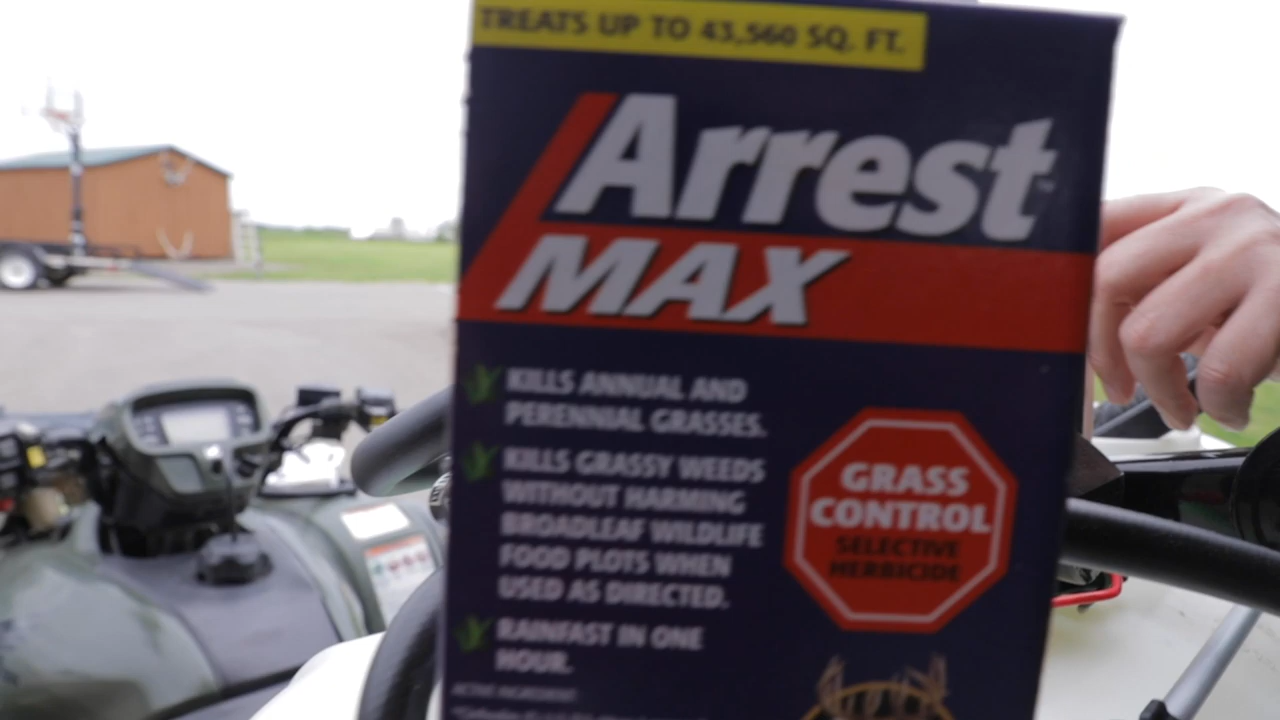 TREATS UP TO 43,560 SQ. FT.
Arrest
MAX
KILLS ANNUAL AND
PERENNIAL GRASSES.
KILLS GRASSY WEEDS
WITHOUT HARMING
BROADLEAF WILDLIFE
FOOD PLOTS WHEN
USED AS DIRECTED.
RAINFAST IN ONE
HOUR.
GRASS
CONTROL
SELECTIVE
HERBICIDE
ACTIVE INGREDIENT: